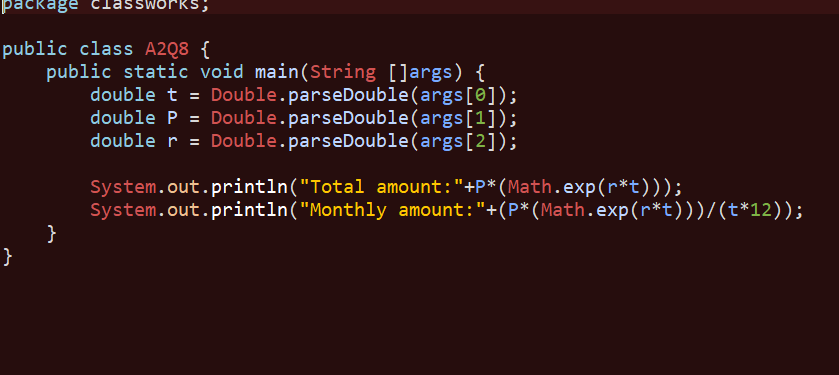 package classworks;
public class A2Q8 {
public static void main(String []args) {
double t = Double.parseDouble(args[0]);
double P = Double.parseDouble(args[1]);
double r = Double.parseDouble(args[2]);
System.out.println("Total amount:"+P*(Math.exp(r*t)));
System.out.println("Monthly amount:"+(P*(Math.exp(r*t)))/(t*12));
}
}